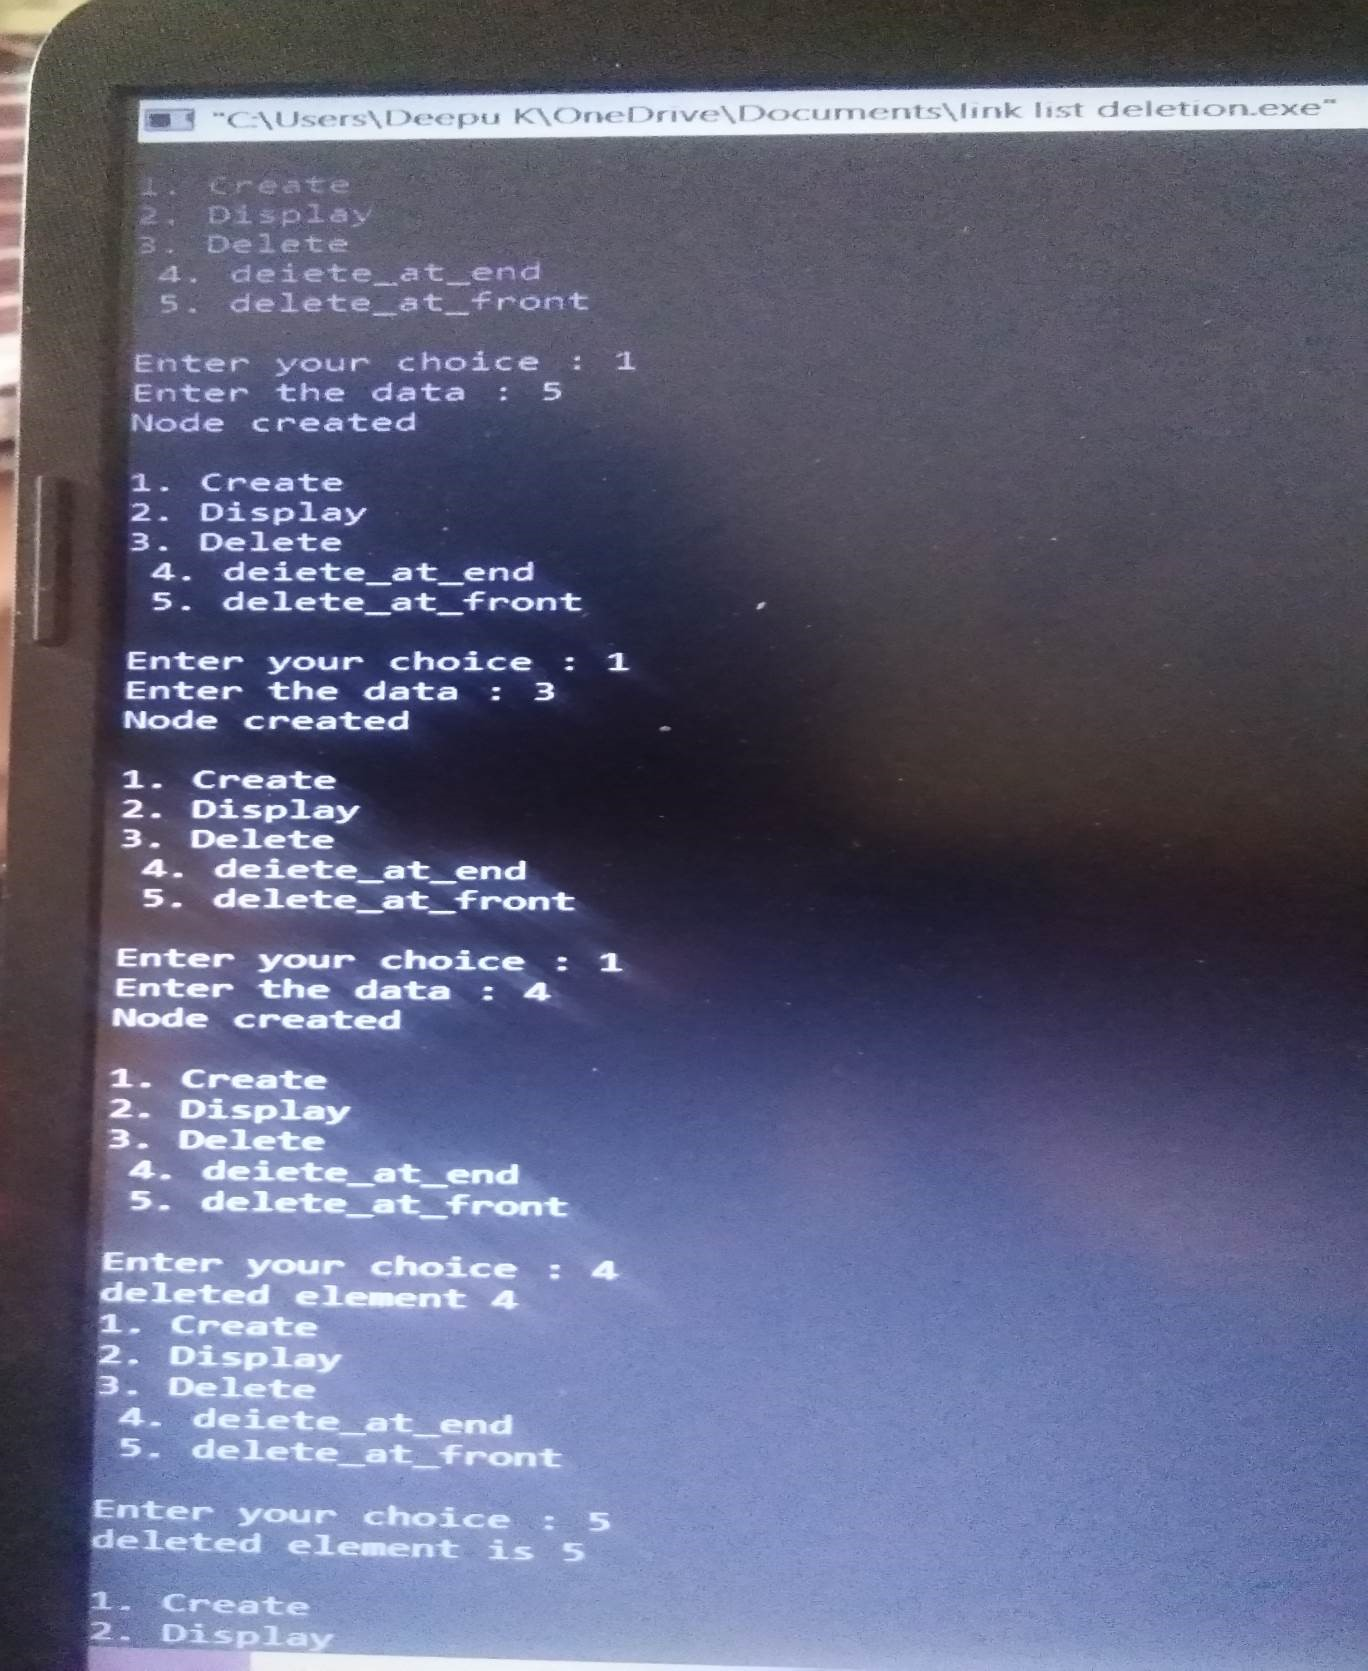 "C:\Users\Deepu K\OneDrive\Documents\link list deletion.exe"
1. Create
2. Display
3. Delete
4. deiete_at_end
5. delete_at_front
Enter your choice : 1
Enter the data : 5
Node created
1. Create
2. Display
3. Delete
4. deiete_at_end
5. delete_at_front
Enter your choice : 1
Enter the data : 3
Node created
1. Create
2. Display
3. Delete
4. deiete_at_end
5. delete_at_front
Enter your choice : 1
Enter the data : 4
Node created
1. Create
2. Display
3. Delete
4. deiete_at_end
5. delete_at_front
Enter your choice : 4
deleted element 4
1. Create
2. Display
3. Delete
4. deiete_at_end
5. delete_at_front
Enter your choice : 5
deleted element is 5
1. Create
2. Display